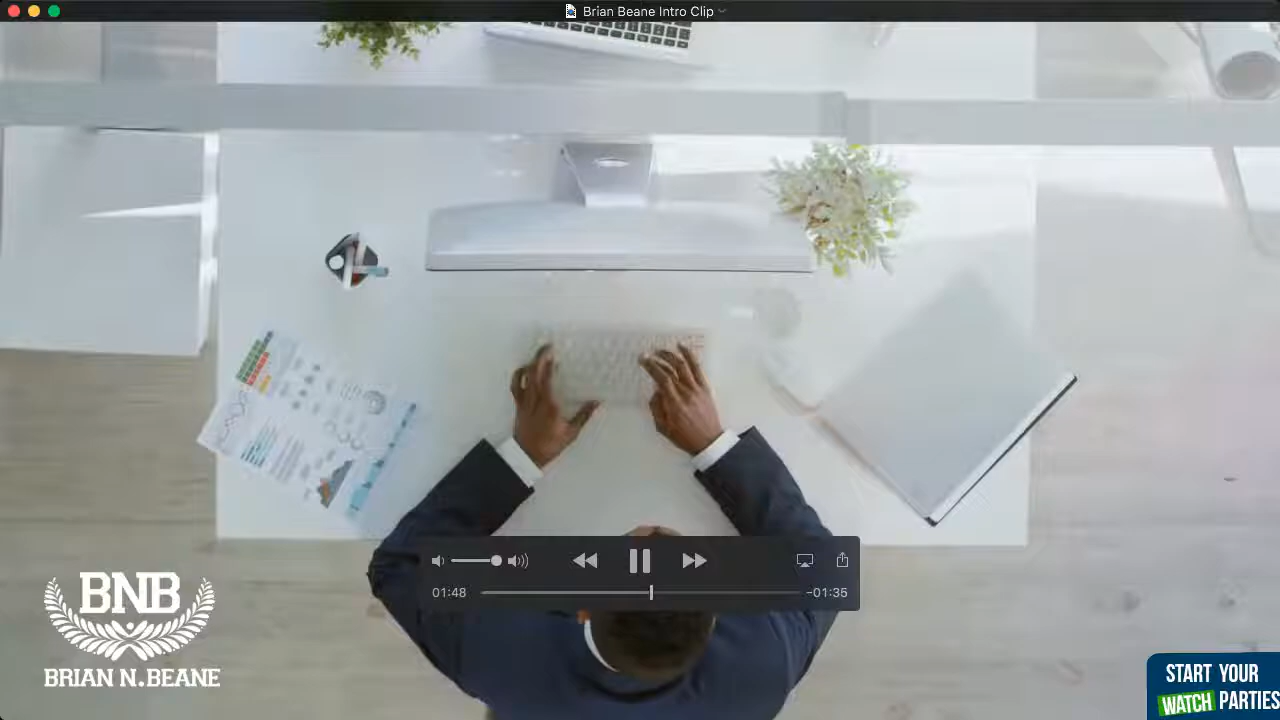 Brian Beane Intro Clip
01:48
-01:35
BNB
BRIAN N.BEANE
START YOUR
WATCH PARTIES